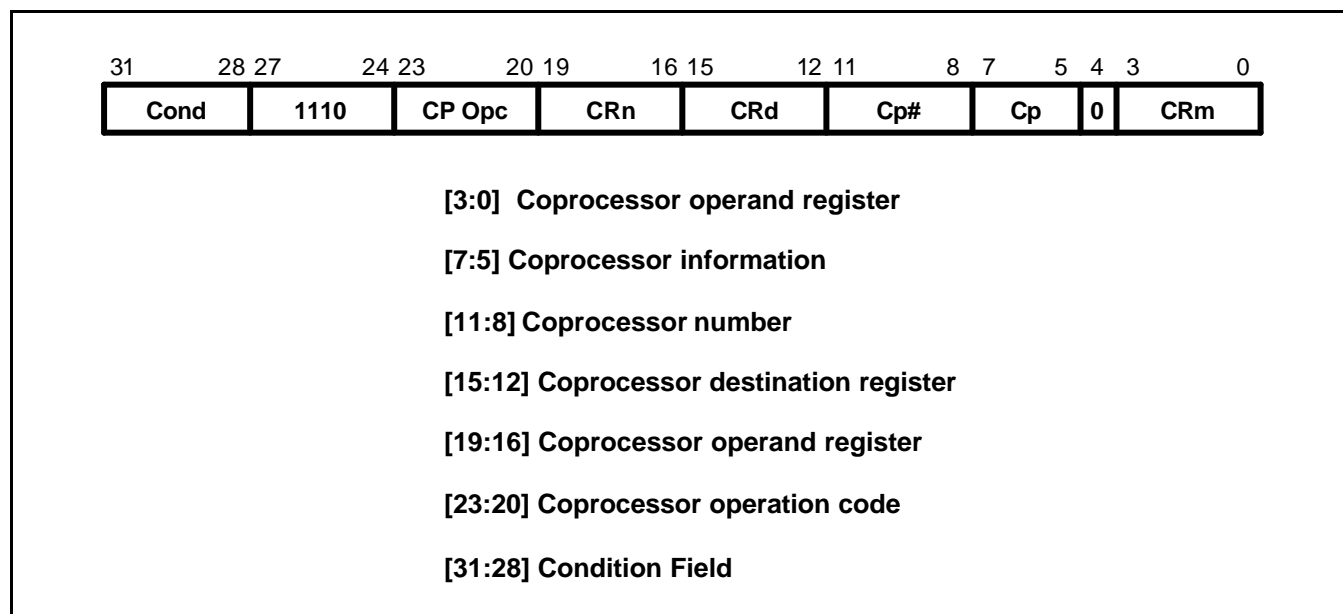 31 28 27 24 23 20 19 16 15 12 11 8 7 5 4 3 0
Cond 1110 CP Opc CRn CRd Cp# Cp 0 CRm
[3:0] Coprocessor operand register
[7:5] Coprocessor information
[11:8] Coprocessor number
[15:12] Coprocessor destination register
[19:16] Coprocessor operand register
[23:20] Coprocessor operation code
[31:28] Condition Field